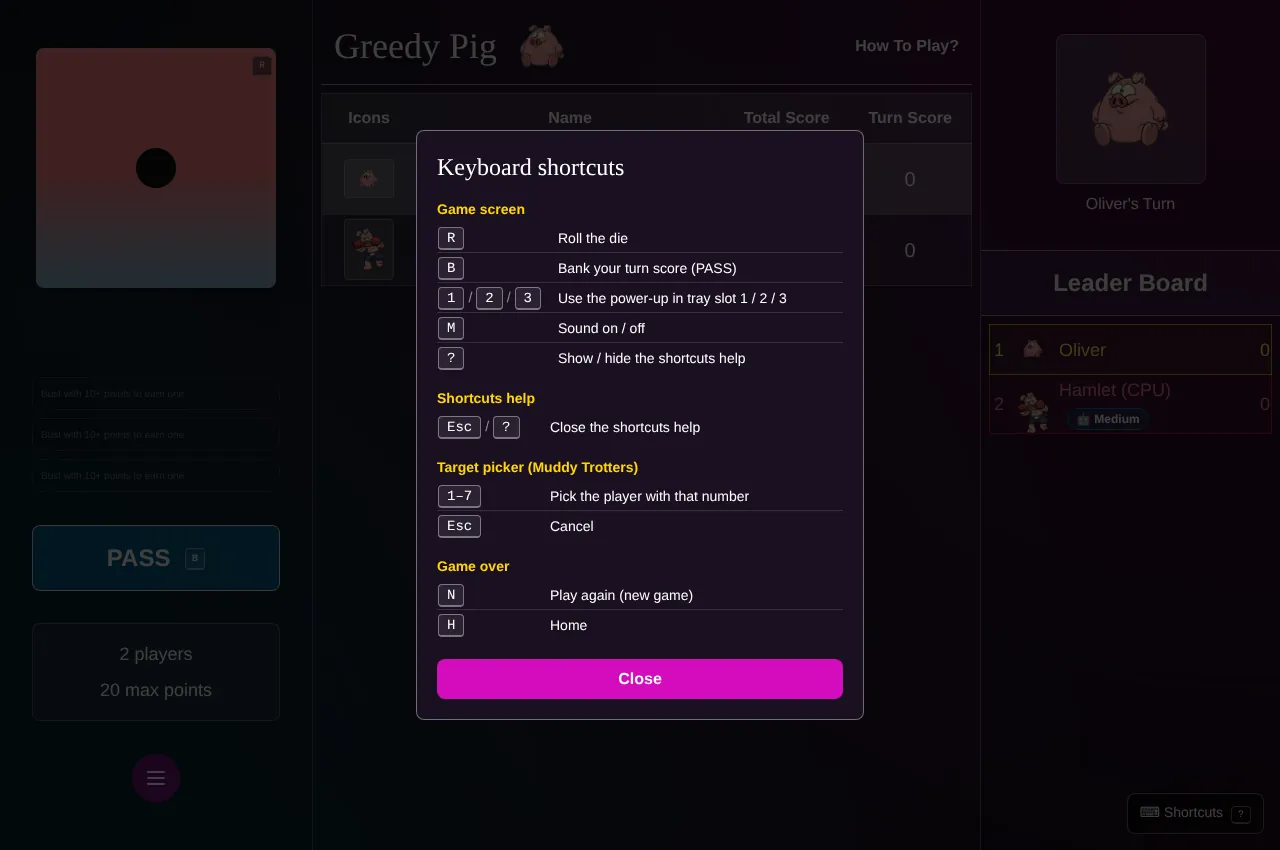 R
Greedy Pig
How To Play?
Icons Name Total Score Turn Score
0
0
Oliver's Turn
Leader Board
1 Oliver 0
2 Hamlet (CPU) 0
🤖 Medium
Bust with 10+ points to earn one
Bust with 10+ points to earn one
Bust with 10+ points to earn one
PASS B
2 players
20 max points
Keyboard shortcuts
Game screen
R Roll the die
B Bank your turn score (PASS)
1 / 2 / 3 Use the power-up in tray slot 1 / 2 / 3
M Sound on / off
? Show / hide the shortcuts help
Shortcuts help
Esc / ? Close the shortcuts help
Target picker (Muddy Trotters)
1–7 Pick the player with that number
Esc Cancel
Game over
N Play again (new game)
H Home
Close
⌨ Shortcuts ?